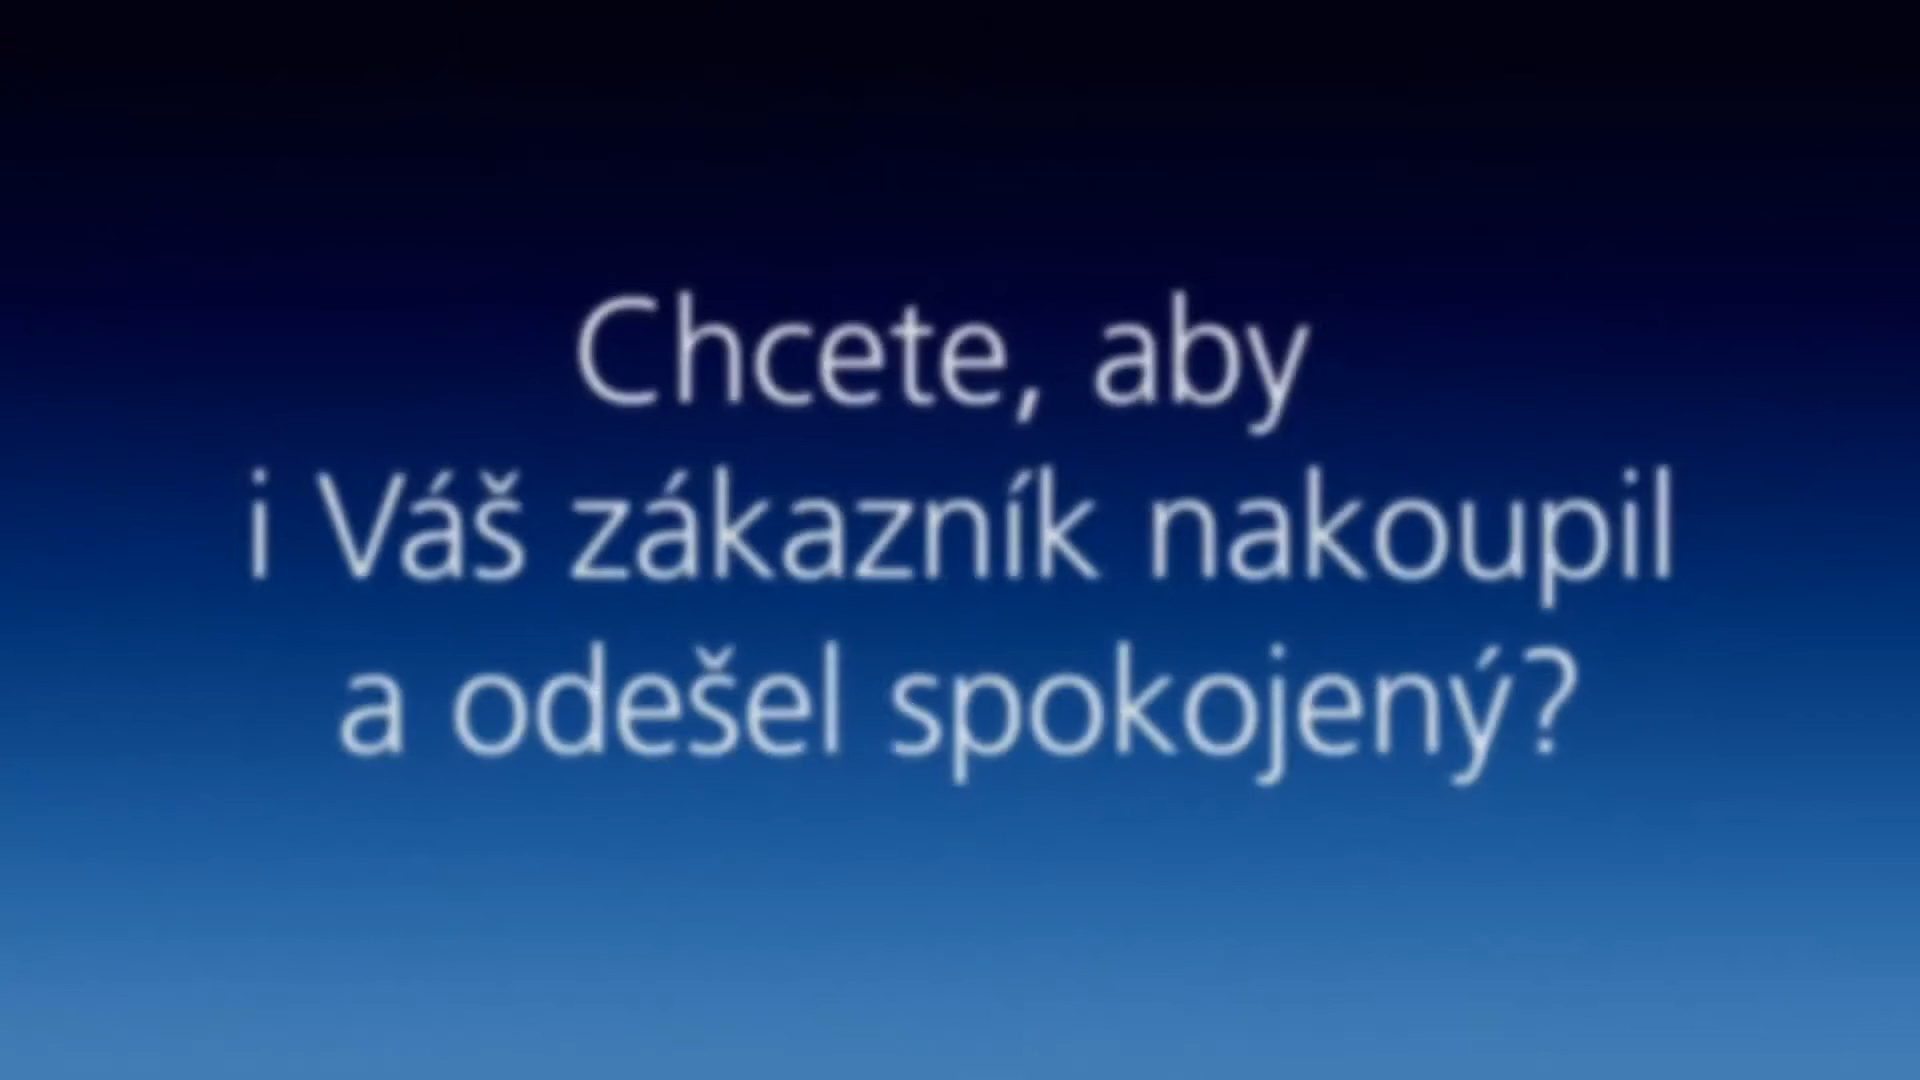 Chcete, aby
i Váš zákazník nakoupil
a odešel spokojený?